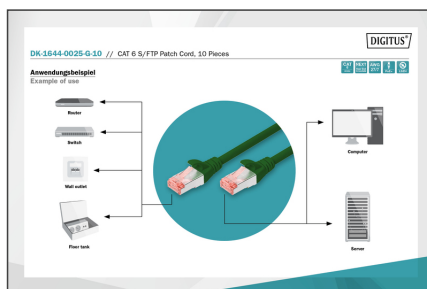 DIGITUS®
DK-1644-0025-G-10 // CAT 6 S/FTP Patch Cord, 10 Pieces
Anwendungsbeispiel
Example of use
Router
Switch
Wall outlet
Floor tank
Computer
Server